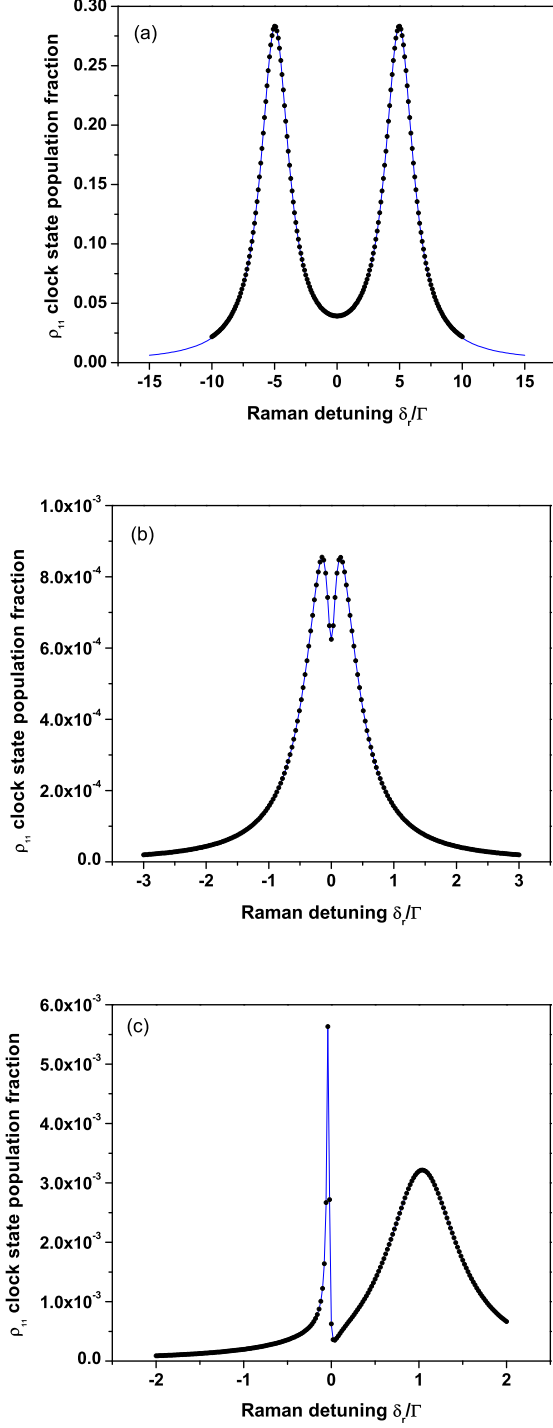 (a)
0.30
0.25
0.20
0.15
0.10
0.05
0.00
ρ₁₁ clock state population fraction
-15 -10 -5 0 5 10 15
Raman detuning δᵣ/Γ
(b)
1.0x10⁻³
8.0x10⁻⁴
6.0x10⁻⁴
4.0x10⁻⁴
2.0x10⁻⁴
0.0
ρ₁₁ clock state population fraction
-3 -2 -1 0 1 2 3
Raman detuning δᵣ/Γ
(c)
6.0x10⁻³
5.0x10⁻³
4.0x10⁻³
3.0x10⁻³
2.0x10⁻³
1.0x10⁻³
0.0
ρ₁₁ clock state population fraction
-2 -1 0 1 2
Raman detuning δᵣ/Γ